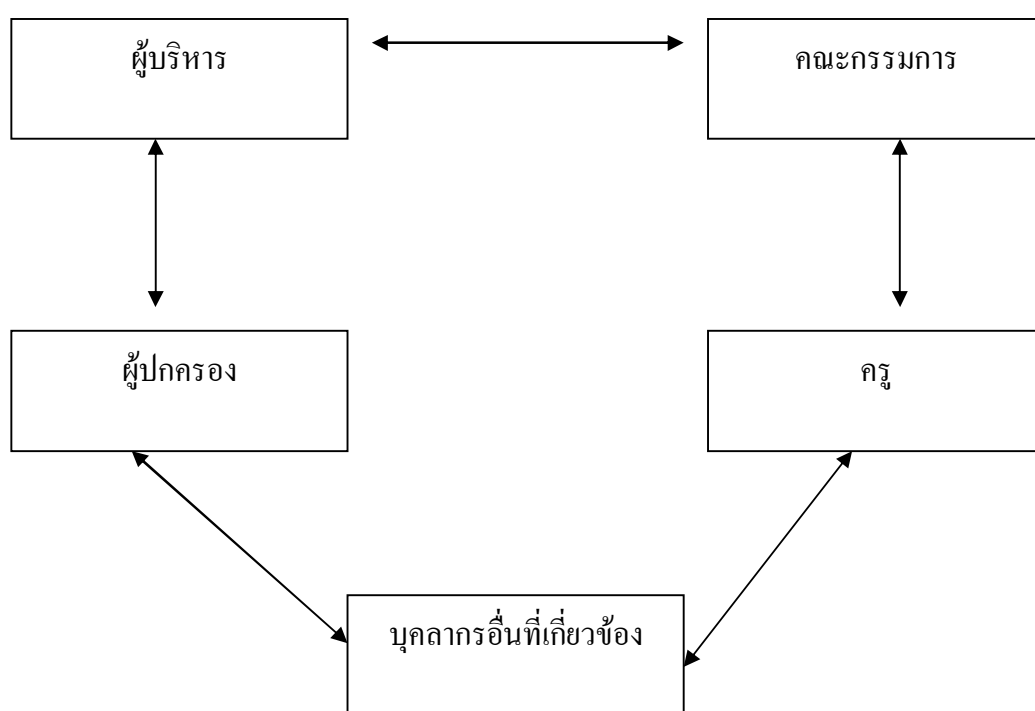 ผู้บริหาร
คณะกรรมการ
ผู้ปกครอง
ครู
บุคลากรอื่นที่เกี่ยวข้อง